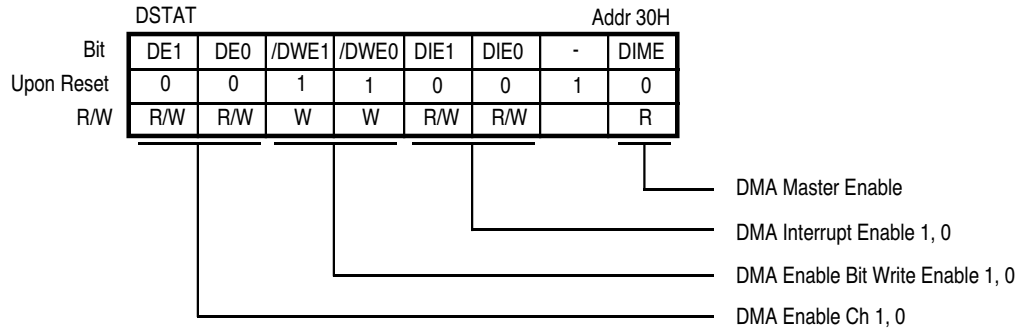 DSTAT Addr 30H
Bit DE1 DE0 /DWE1 /DWE0 DIE1 DIE0 - DIME
Upon Reset 0 0 1 1 0 0 1 0
R/W R/W R/W W W R/W R/W R
DMA Master Enable
DMA Interrupt Enable 1, 0
DMA Enable Bit Write Enable 1, 0
DMA Enable Ch 1, 0